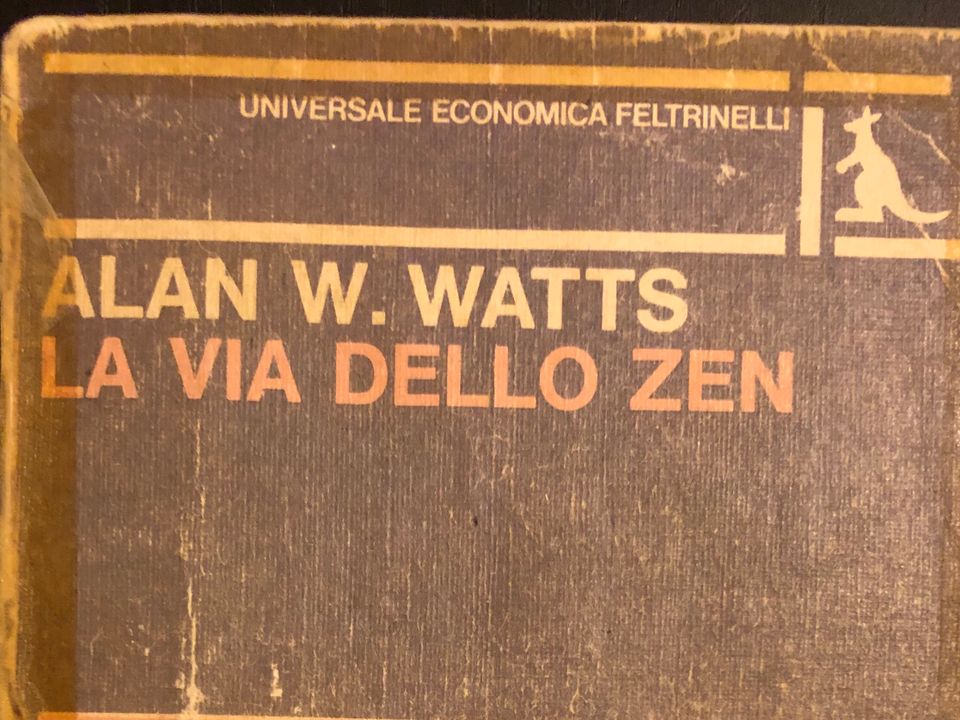 UNIVERSALE ECONOMICA FELTRINELLI
ALAN W. WATTS
LA VIA DELLO ZEN